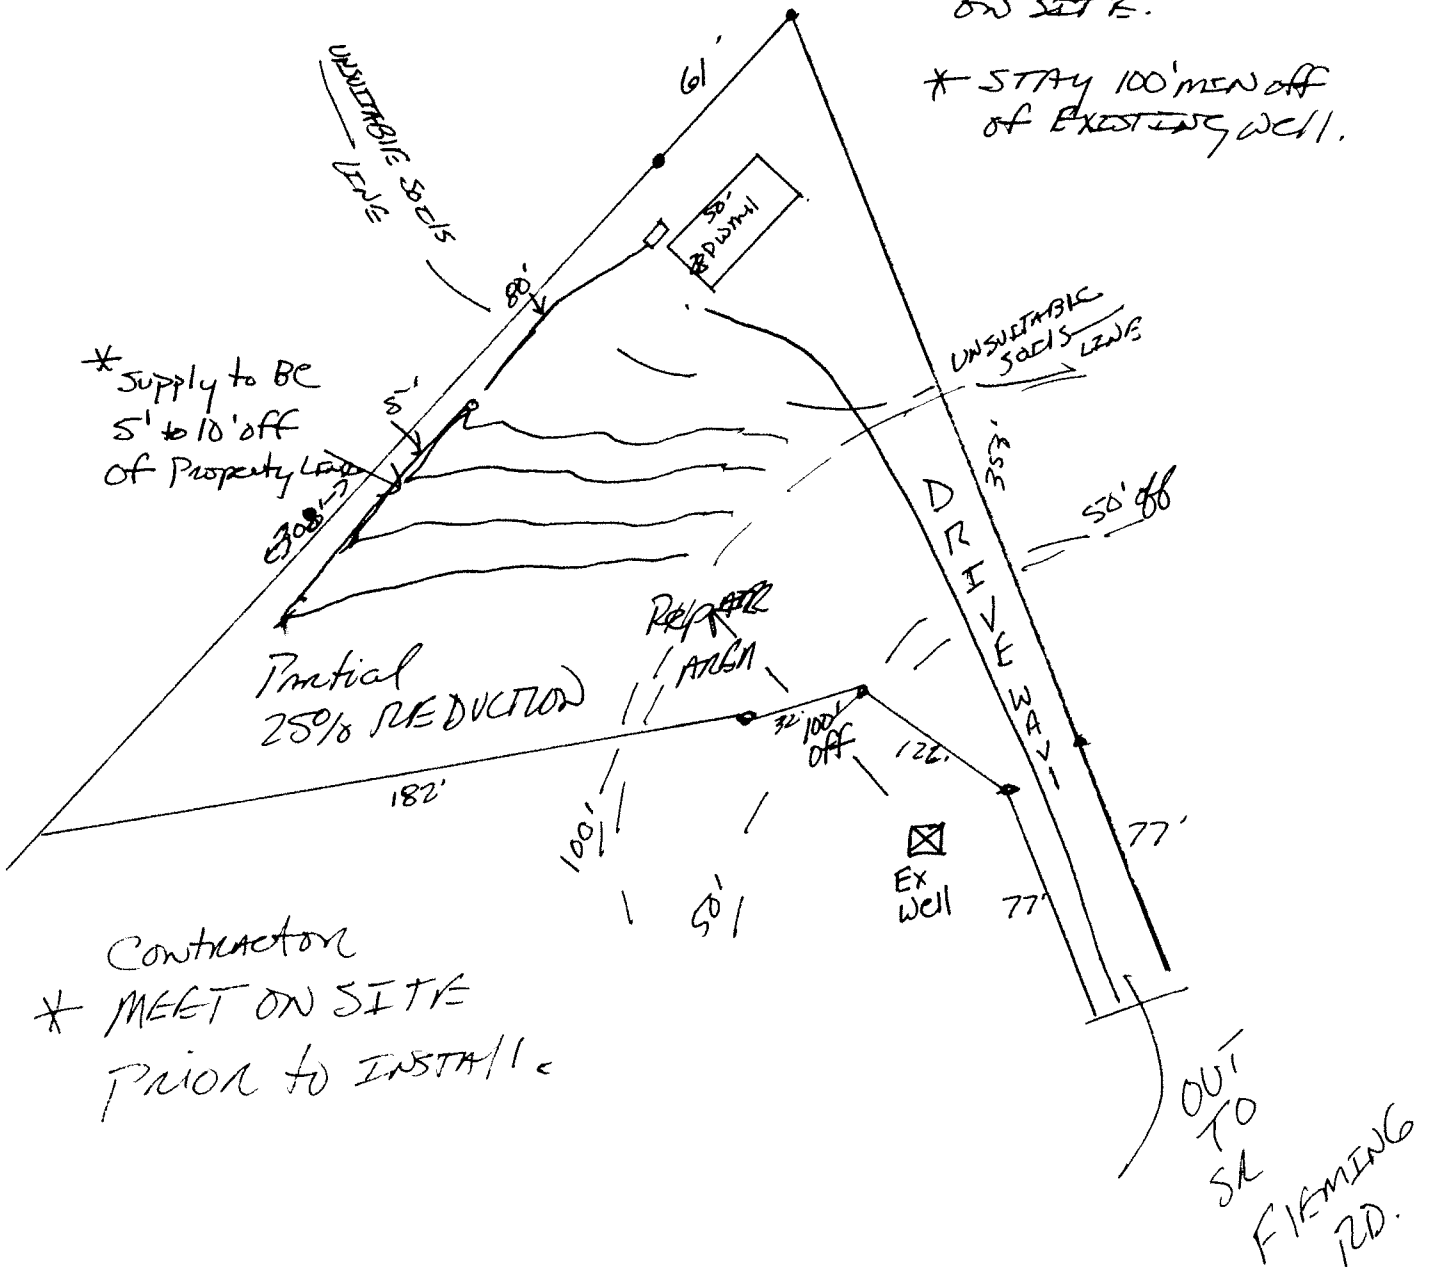 ON SITE.
* STAY 100' MIN off
of EXISTING Well.
61'
UNSUITABLE SOILS
LINE
50'
80'
UNSUITABLE
SOILS
LINE
* Supply to BE
5' to 10' off
of Property Line
5'
308'
353'
50' off
DRIVEWAY
REPAIR
AREA
Partial
25% REDUCTION
32'
100'
off
122'
182'
100'
50'
Ex
Well
77'
77'
Contractor
* MEET ON SITE
Prior to INSTALL.
OUT
TO
SR
FLEMING
RD.